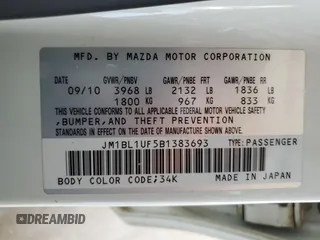 MFD. BY MAZDA MOTOR CORPORATION
GVWR/PNBV GAWR/PNBE FRT GAWR/PNBE RR
09/10 3968 LB 2132 LB 1836 LB
1800 KG 967 KG 833 KG
THIS VEHICLE CONFORMS TO ALL APPLICABLE FEDERAL MOTOR VEHICLE SAFETY
, BUMPER, AND THEFT PREVENTION
STANDARDS IN EFFECT ON THE DATE OF MANUFACTURE SHOWN ABOVE.
JM1BL1UF5B1383693 TYPE:PASSENGER
BODY COLOR CODE:34K MADE IN JAPAN
DREAMBID